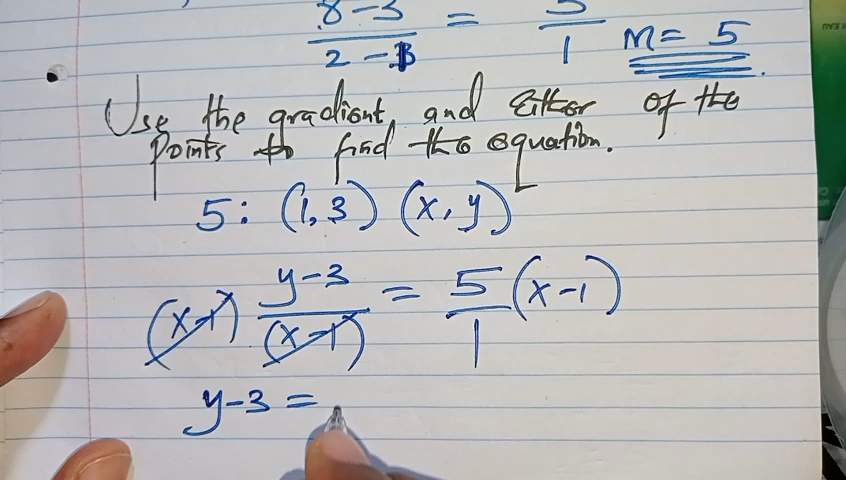 8-3 / 2-1 = 5/1 M = 5
Use the gradient and Either of the
points to find the equation.
5: (1,3) (x,y)
(x-1) y-3 / (x-1) = 5/1 (x-1)
y-3 =